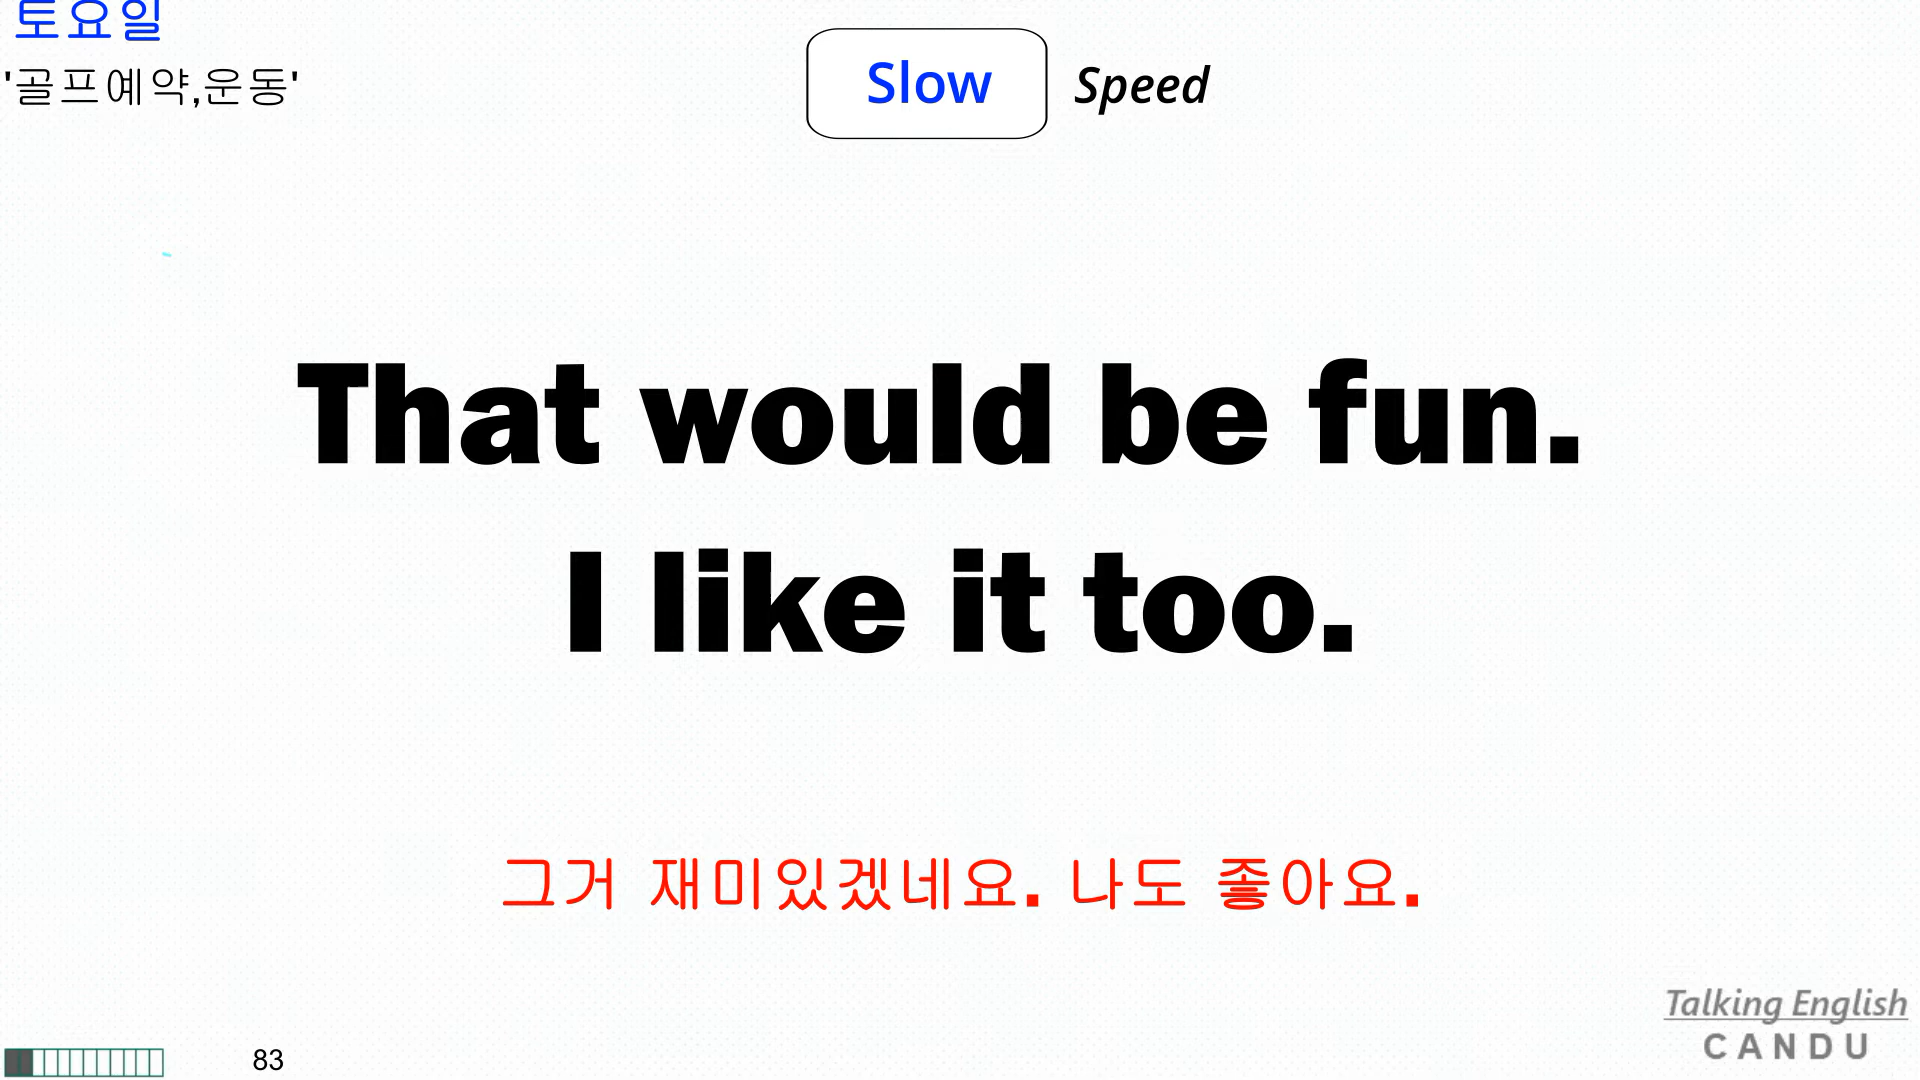 토요일
'골프예약,운동'
Slow Speed
That would be fun.
I like it too.
그거 재미있겠네요. 나도 좋아요.
Talking English
CANDU
83